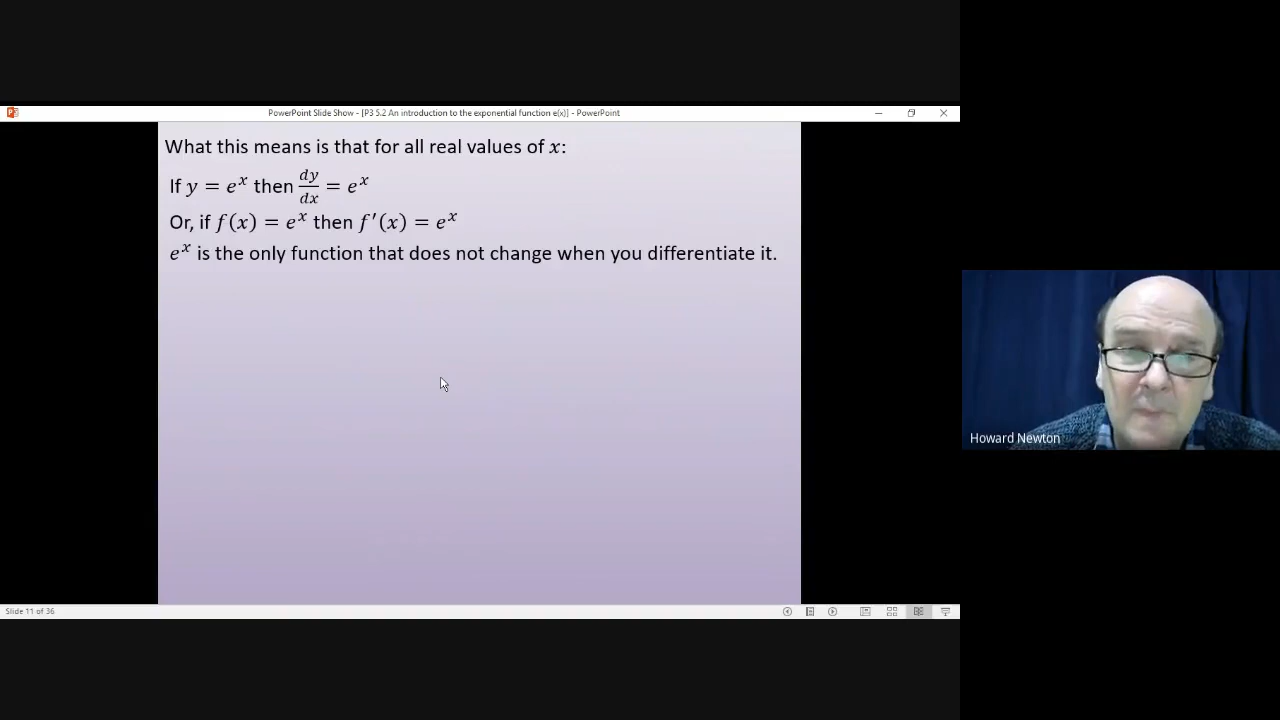 PowerPoint Slide Show - [P3 5.2 An introduction to the exponential function e(x)] - PowerPoint
What this means is that for all real values of x:
If y = e^x then dy/dx = e^x
Or, if f(x) = e^x then f′(x) = e^x
e^x is the only function that does not change when you differentiate it.
Howard Newton
Slide 11 of 36